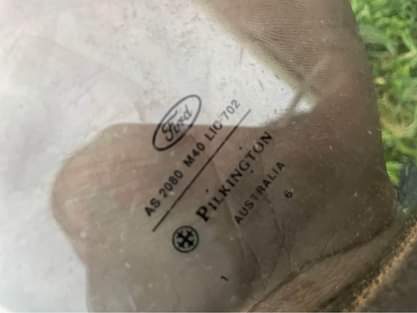 Ford
AS 2080 M40 LIC 702
PILKINGTON
AUSTRALIA
6
1